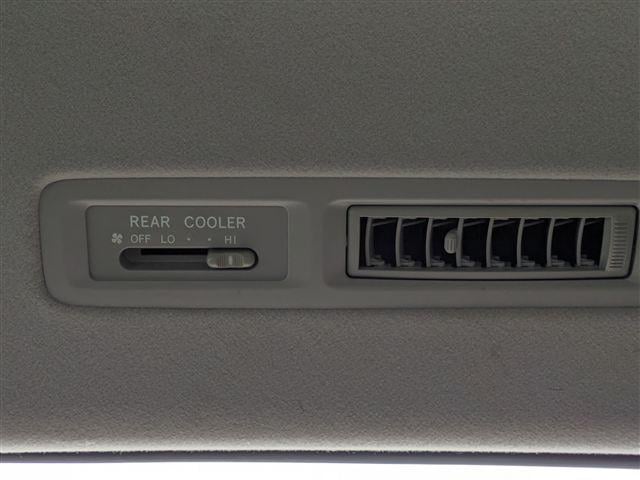 REAR COOLER
OFF LO • • HI